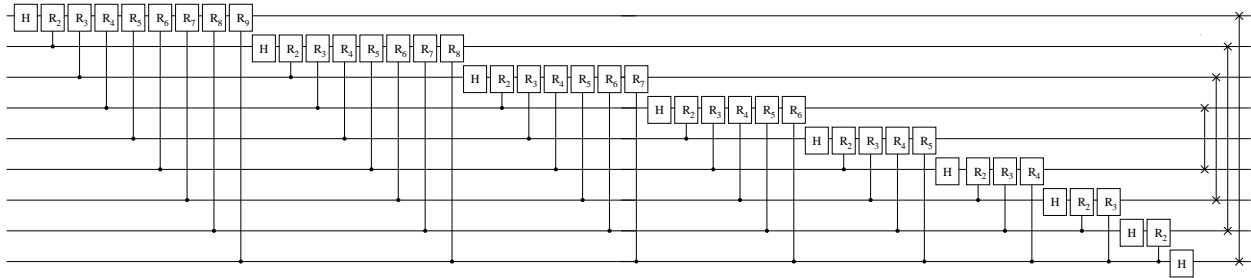 H R₂ R₃ R₄ R₅ R₆ R₇ R₈ R₉
H R₂ R₃ R₄ R₅ R₆ R₇ R₈
H R₂ R₃ R₄ R₅ R₆ R₇
H R₂ R₃ R₄ R₅ R₆
H R₂ R₃ R₄ R₅
H R₂ R₃ R₄
H R₂ R₃
H R₂
H